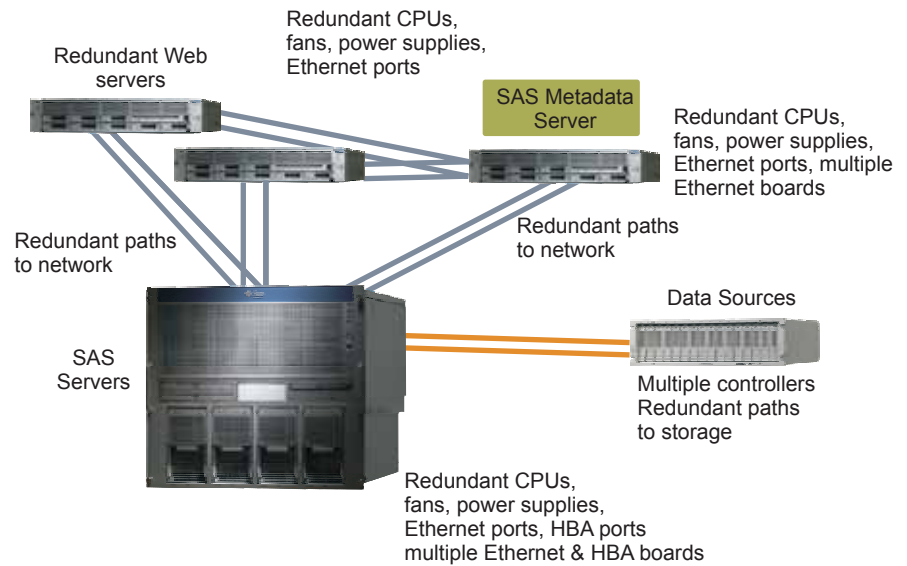 Redundant CPUs,
fans, power supplies,
Ethernet ports
Redundant Web
servers
SAS Metadata
Server
Redundant CPUs,
fans, power supplies,
Ethernet ports, multiple
Ethernet boards
Redundant paths
to network
Redundant paths
to network
Data Sources
SAS
Servers
Multiple controllers
Redundant paths
to storage
Redundant CPUs,
fans, power supplies,
Ethernet ports, HBA ports
multiple Ethernet & HBA boards